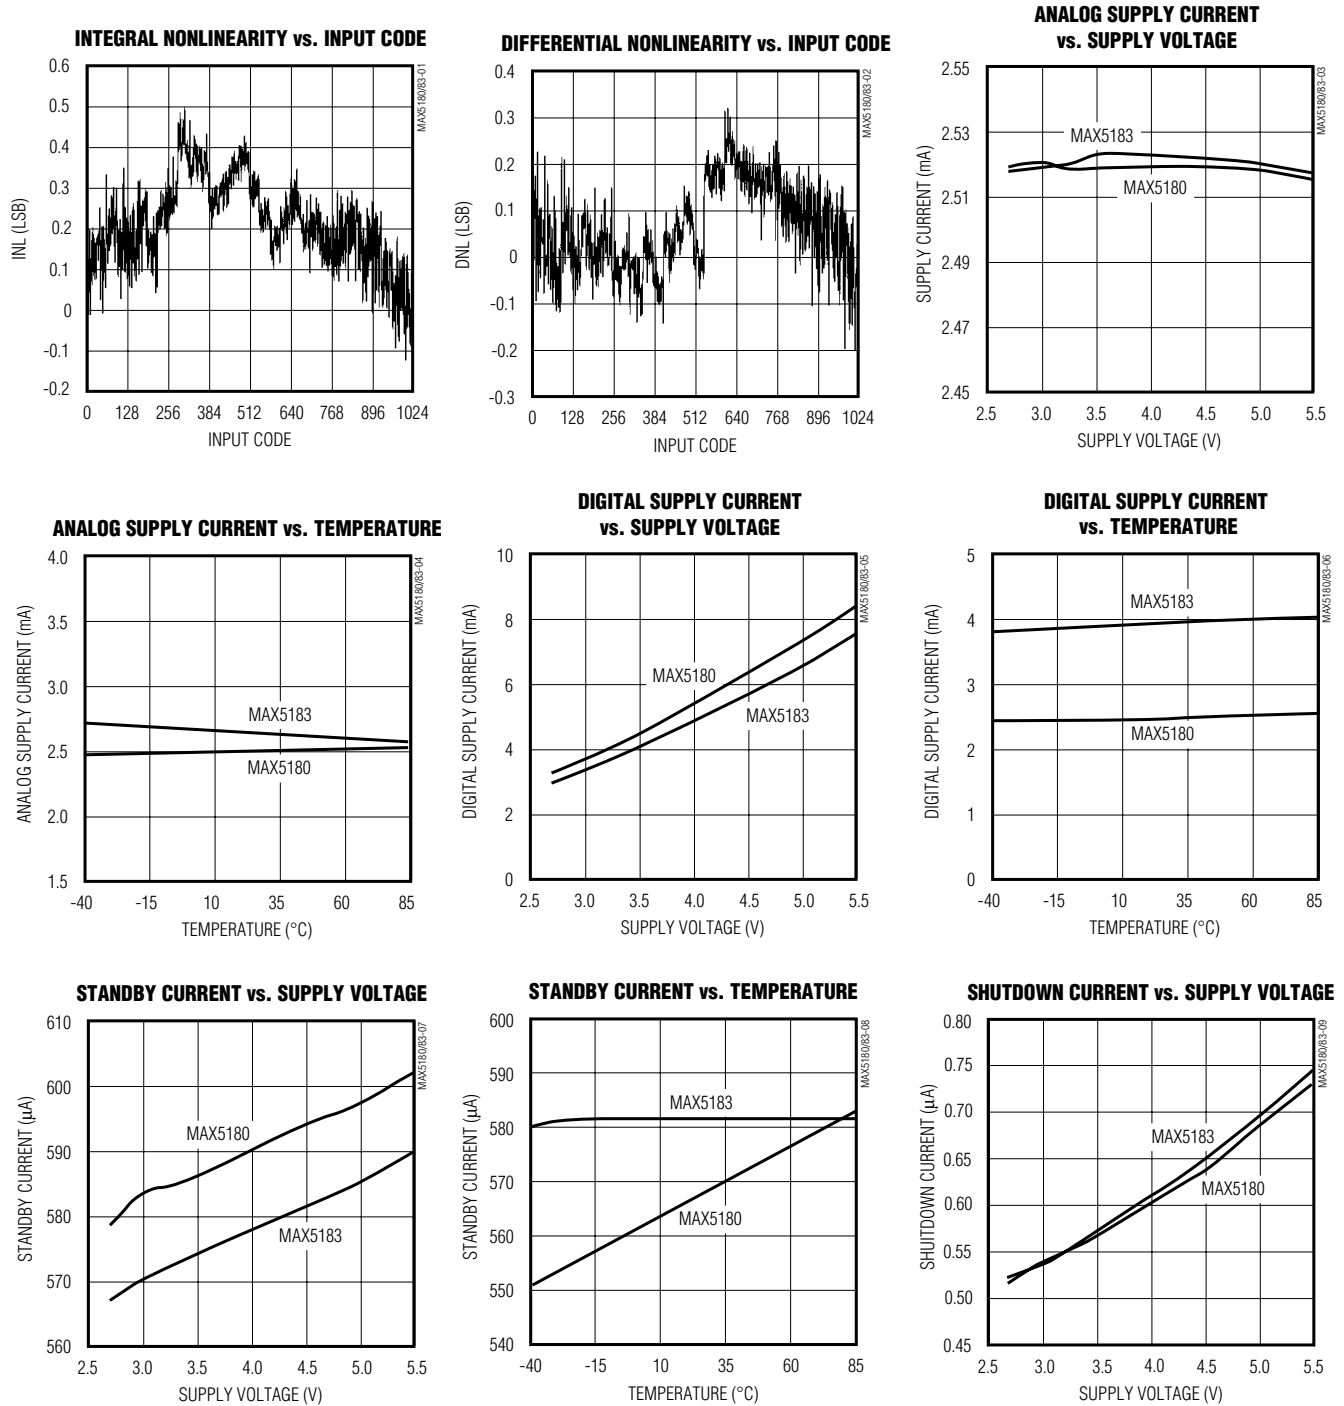 INTEGRAL NONLINEARITY vs. INPUT CODE
0.6
0.5
0.4
0.3
0.2
0.1
0
-0.1
-0.2
INL (LSB)
0 128 256 384 512 640 768 896 1024
INPUT CODE
MAX5180/83-01
DIFFERENTIAL NONLINEARITY vs. INPUT CODE
0.4
0.3
0.2
0.1
0
-0.1
-0.2
-0.3
DNL (LSB)
0 128 256 384 512 640 768 896 1024
INPUT CODE
MAX5180/83-02
ANALOG SUPPLY CURRENT
vs. SUPPLY VOLTAGE
2.55
2.53
2.51
2.49
2.47
2.45
SUPPLY CURRENT (mA)
MAX5183
MAX5180
2.5 3.0 3.5 4.0 4.5 5.0 5.5
SUPPLY VOLTAGE (V)
MAX5180/83-03
ANALOG SUPPLY CURRENT vs. TEMPERATURE
4.0
3.5
3.0
2.5
2.0
1.5
ANALOG SUPPLY CURRENT (mA)
MAX5183
MAX5180
-40 -15 10 35 60 85
TEMPERATURE (°C)
MAX5180/83-04
DIGITAL SUPPLY CURRENT
vs. SUPPLY VOLTAGE
10
8
6
4
2
0
DIGITAL SUPPLY CURRENT (mA)
MAX5180
MAX5183
2.5 3.0 3.5 4.0 4.5 5.0 5.5
SUPPLY VOLTAGE (V)
MAX5180/83-05
DIGITAL SUPPLY CURRENT
vs. TEMPERATURE
5
4
3
2
1
0
DIGITAL SUPPLY CURRENT (mA)
MAX5183
MAX5180
-40 -15 10 35 60 85
TEMPERATURE (°C)
MAX5180/83-06
STANDBY CURRENT vs. SUPPLY VOLTAGE
610
600
590
580
570
560
STANDBY CURRENT (μA)
MAX5180
MAX5183
2.5 3.0 3.5 4.0 4.5 5.0 5.5
SUPPLY VOLTAGE (V)
MAX5180/83-07
STANDBY CURRENT vs. TEMPERATURE
600
590
580
570
560
550
540
STANDBY CURRENT (μA)
MAX5183
MAX5180
-40 -15 10 35 60 85
TEMPERATURE (°C)
MAX5180/83-08
SHUTDOWN CURRENT vs. SUPPLY VOLTAGE
0.80
0.75
0.70
0.65
0.60
0.55
0.50
0.45
SHUITDOWN CURRENT (μA)
MAX5183
MAX5180
2.5 3.0 3.5 4.0 4.5 5.0 5.5
SUPPLY VOLTAGE (V)
MAX5180/83-09